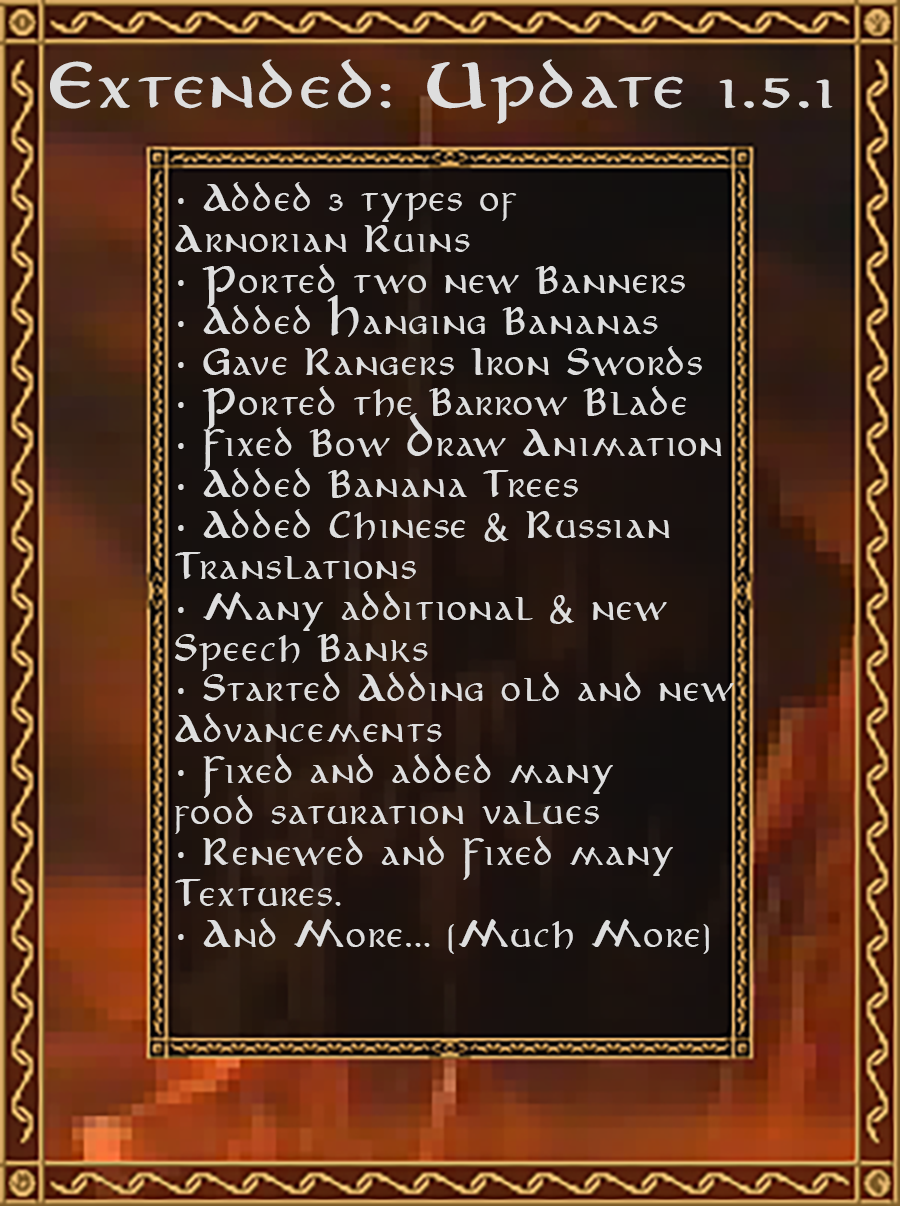 Extended: Update 1.5.1
• Added 3 types of
Arnorian Ruins
• Ported two new Banners
• Added Hanging Bananas
• Gave Rangers Iron Swords
• Ported the Barrow Blade
• Fixed Bow Draw Animation
• Added Banana Trees
• Added Chinese & Russian
Translations
• Many additional & new
Speech Banks
• Started Adding old and new
Advancements
• Fixed and added many
food saturation values
• Renewed and Fixed many
Textures.
• And More... (Much More)